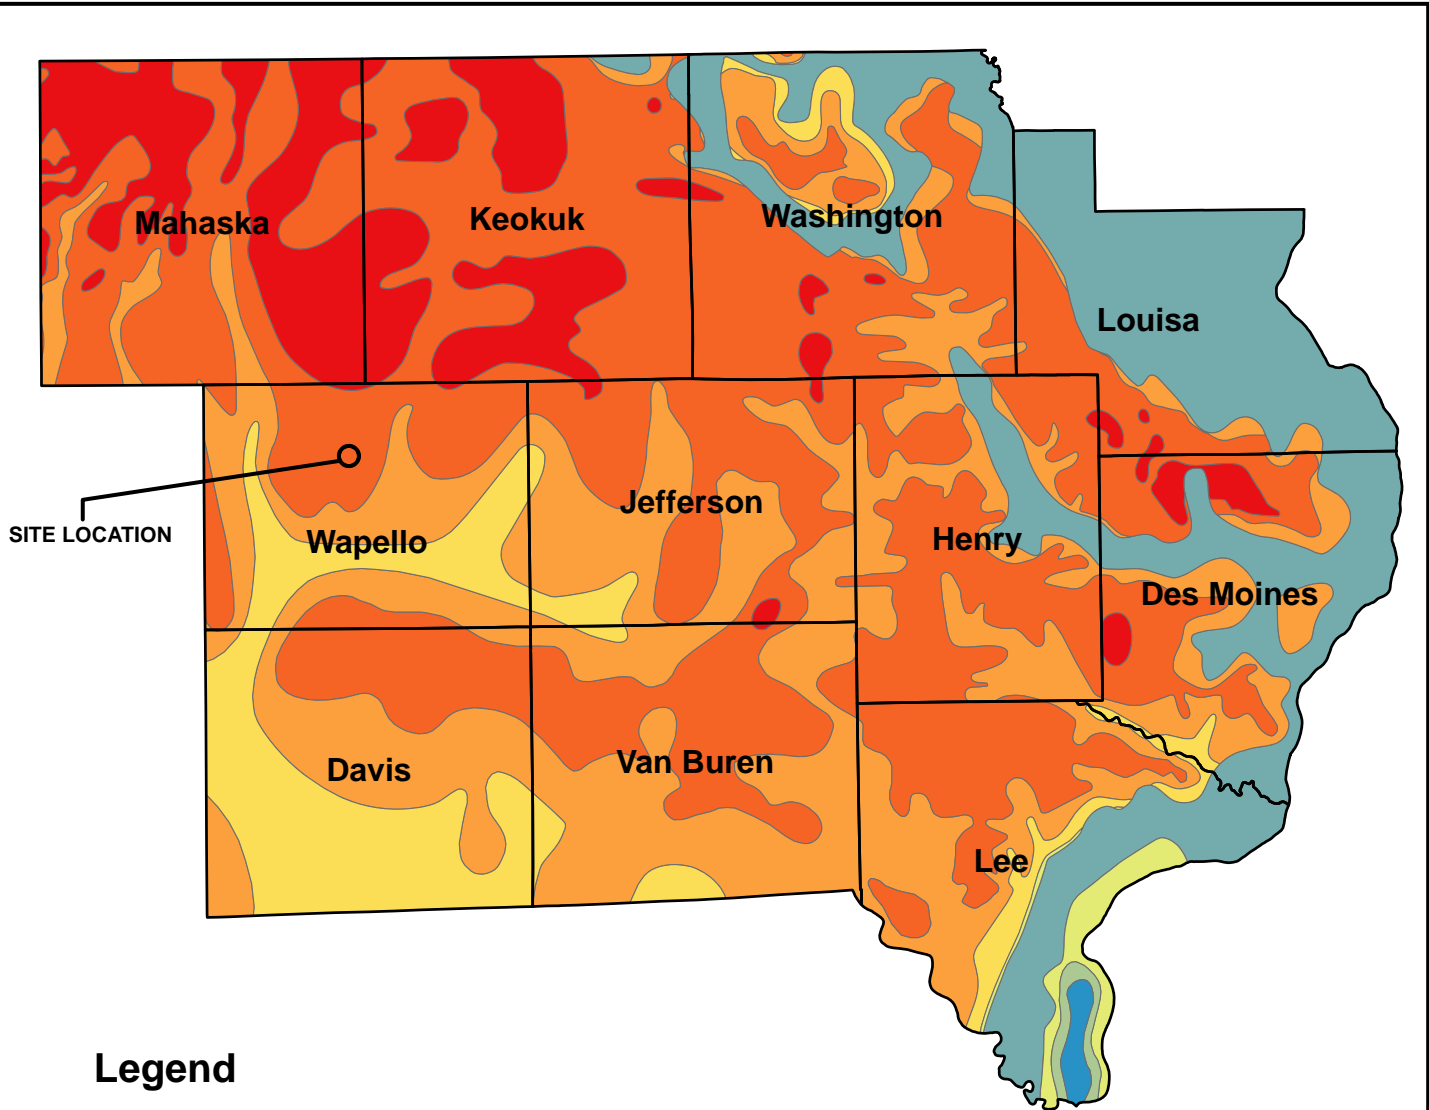 Mahaska
Keokuk
Washington
Louisa
SITE LOCATION
Wapello
Jefferson
Henry
Des Moines
Davis
Van Buren
Lee
Legend